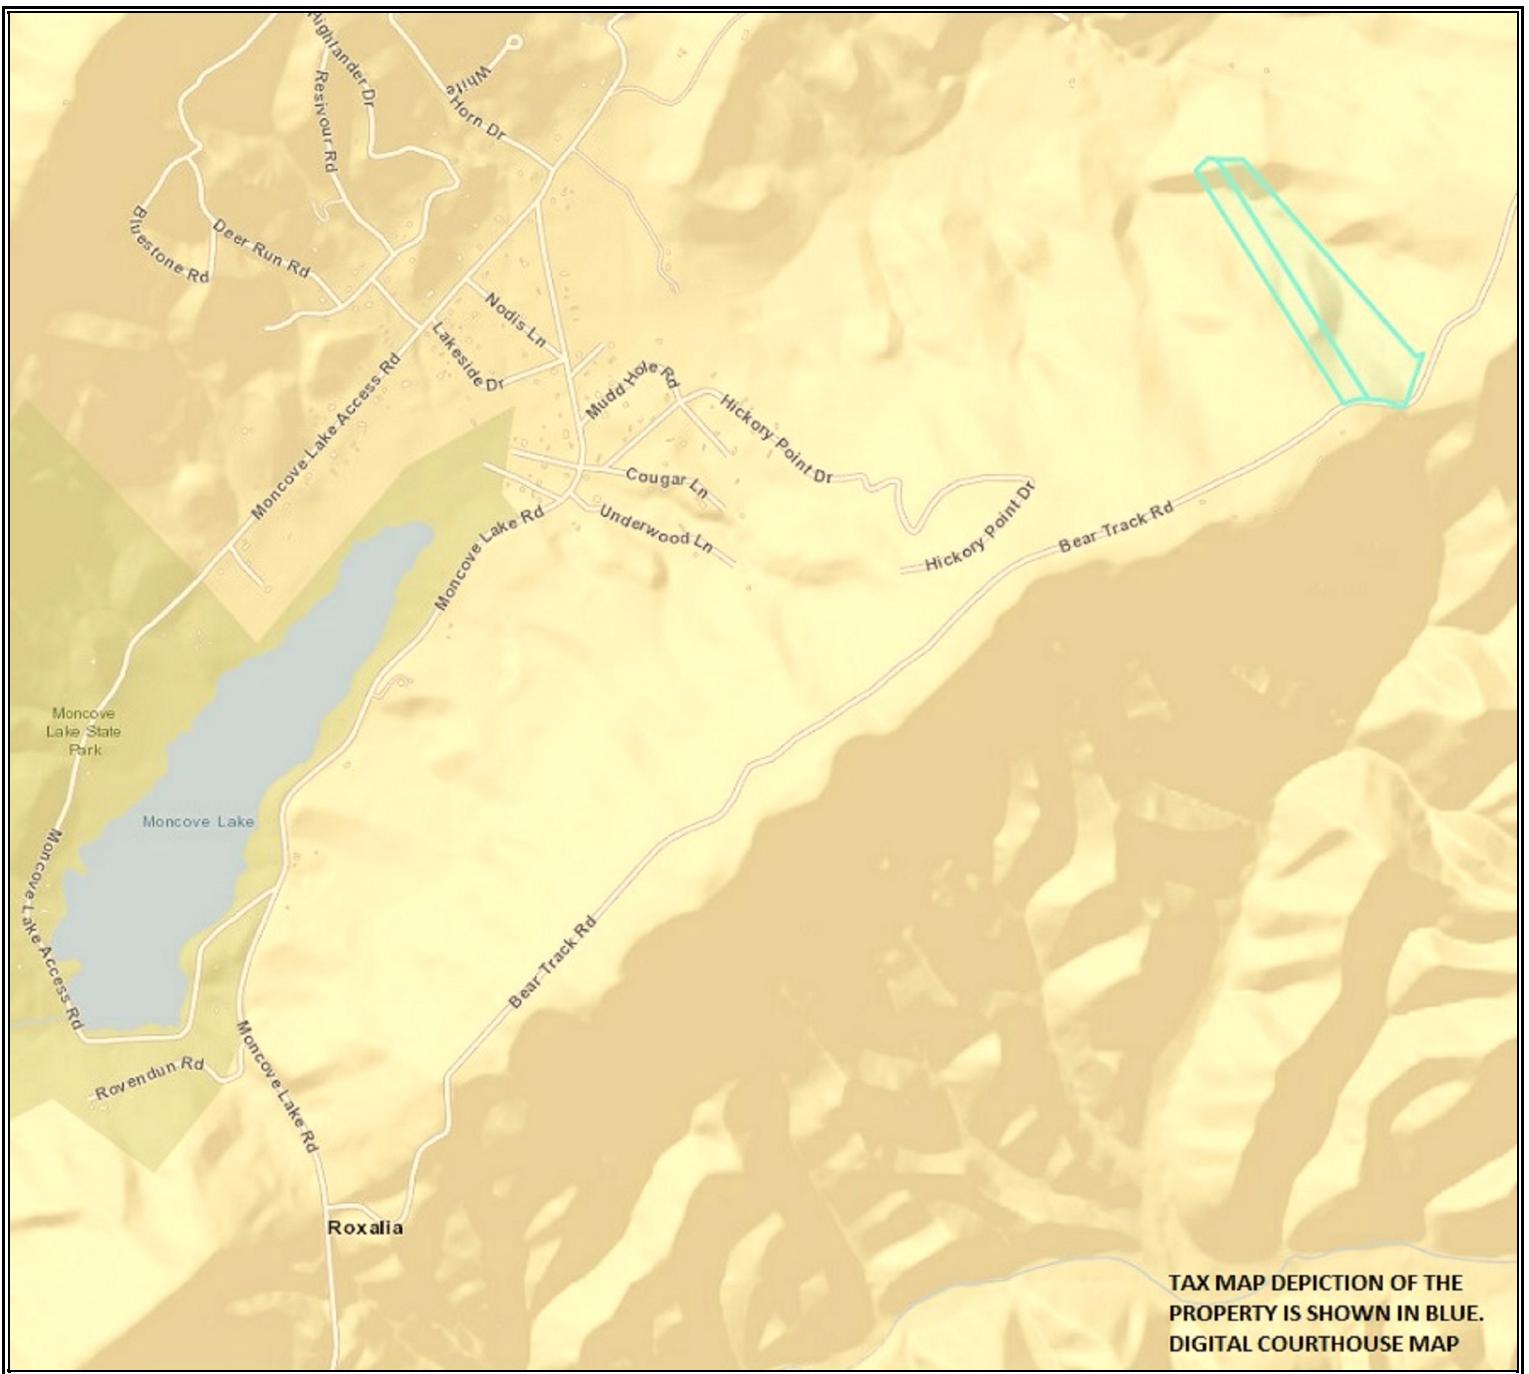 Highlander Dr
Resivour Rd
White
Horn Dr
Bluestone Rd
Deer Run Rd
Nodis Ln
Lakeside Dr
Moncove Lake Access Rd
Mudd Hole Rd
Hickory Point Dr
Cougar Ln
Underwood Ln
Moncove Lake Rd
Hickory Point Dr
Bear Track Rd
Moncove
Lake State
Park
Moncove Lake
Moncove Lake Access Rd
Bear Track Rd
Rovendun Rd
Moncove Lake Rd
Roxalia
TAX MAP DEPICTION OF THE
PROPERTY IS SHOWN IN BLUE.
DIGITAL COURTHOUSE MAP